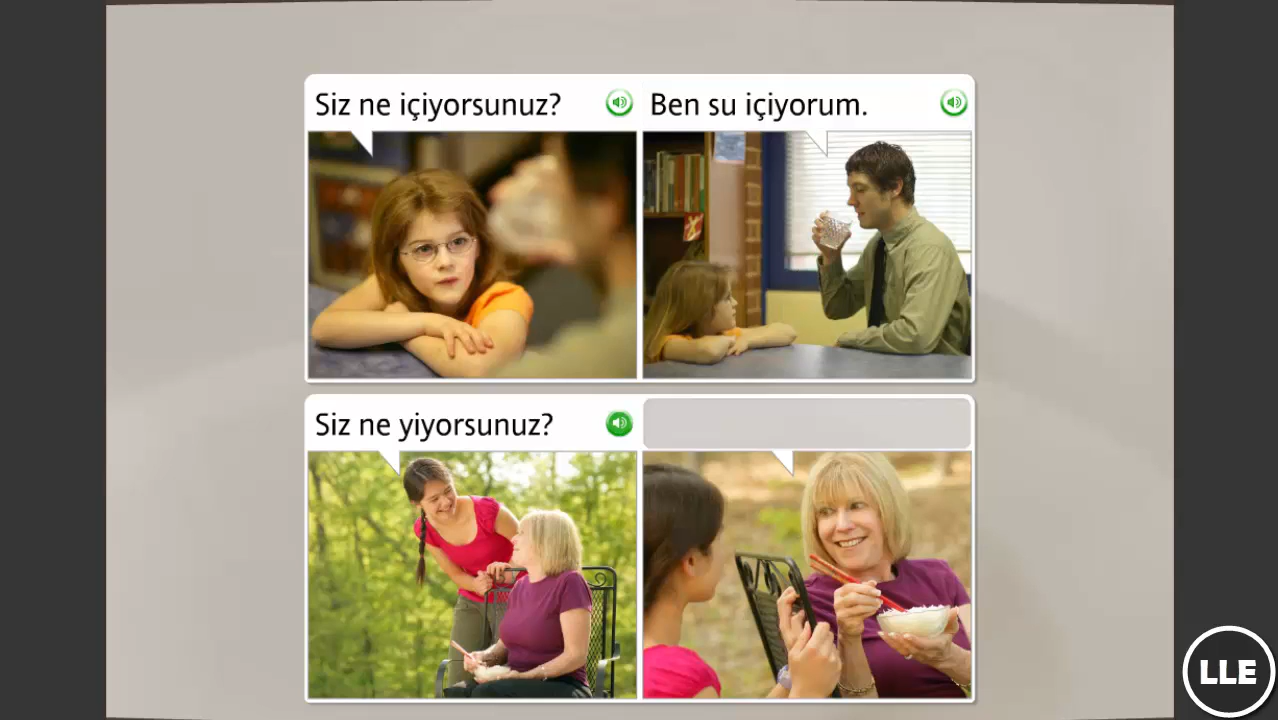 Siz ne içiyorsunuz?
Ben su içiyorum.
Siz ne yiyorsunuz?
LLE